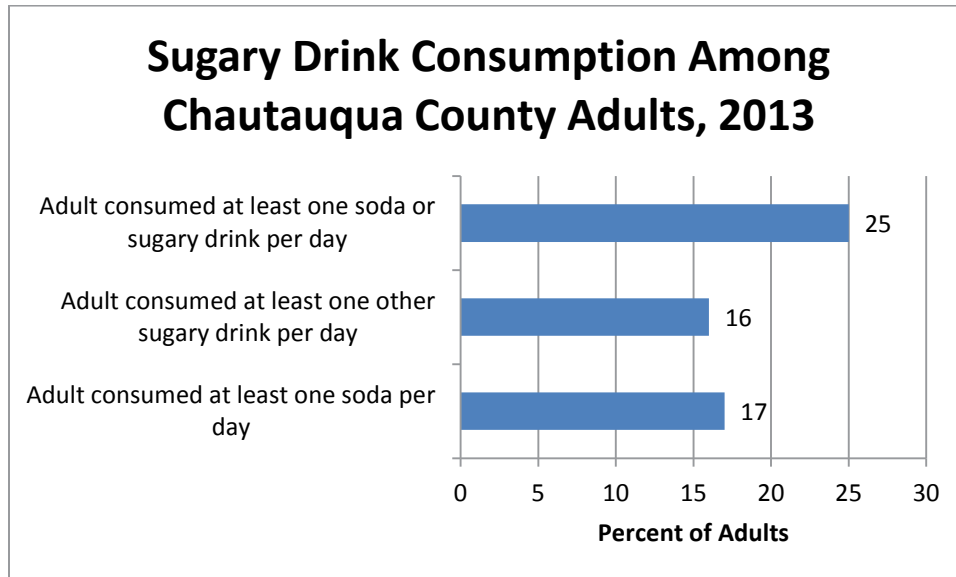 Sugary Drink Consumption Among
Chautauqua County Adults, 2013
Adult consumed at least one soda or
sugary drink per day
25
Adult consumed at least one other
sugary drink per day
16
Adult consumed at least one soda per
day
17
0 5 10 15 20 25 30
Percent of Adults